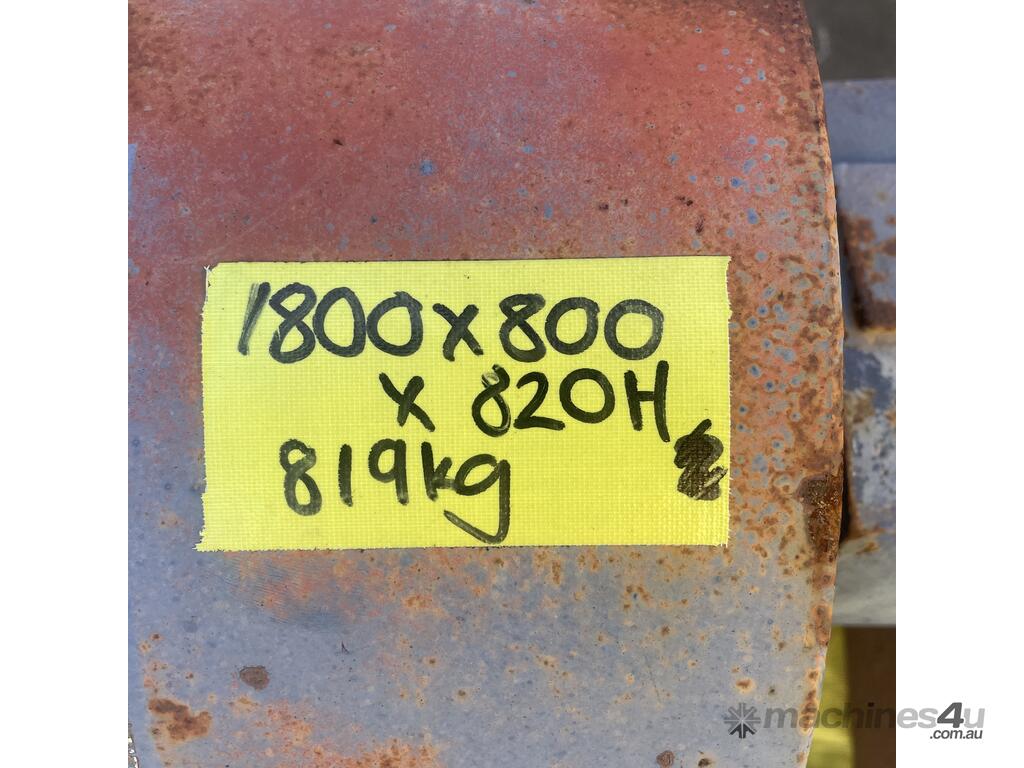 1800x800
x 820H
819kg
machines4u
.com.au